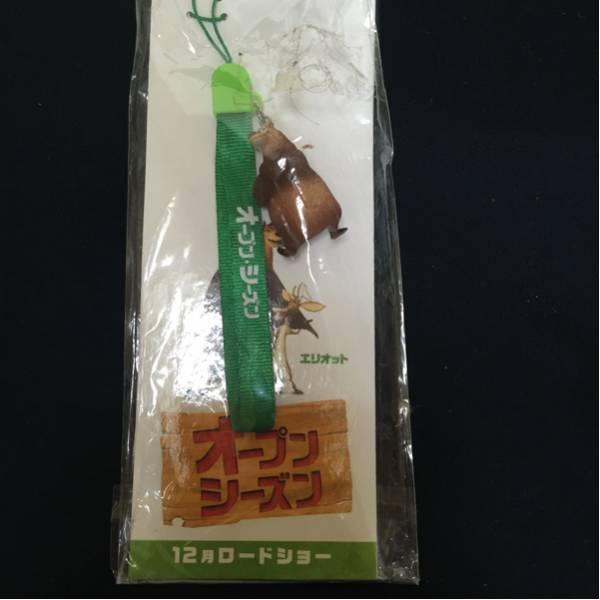 オープン・シーズン
エリオット
オープン
シーズン
12月ロードショー